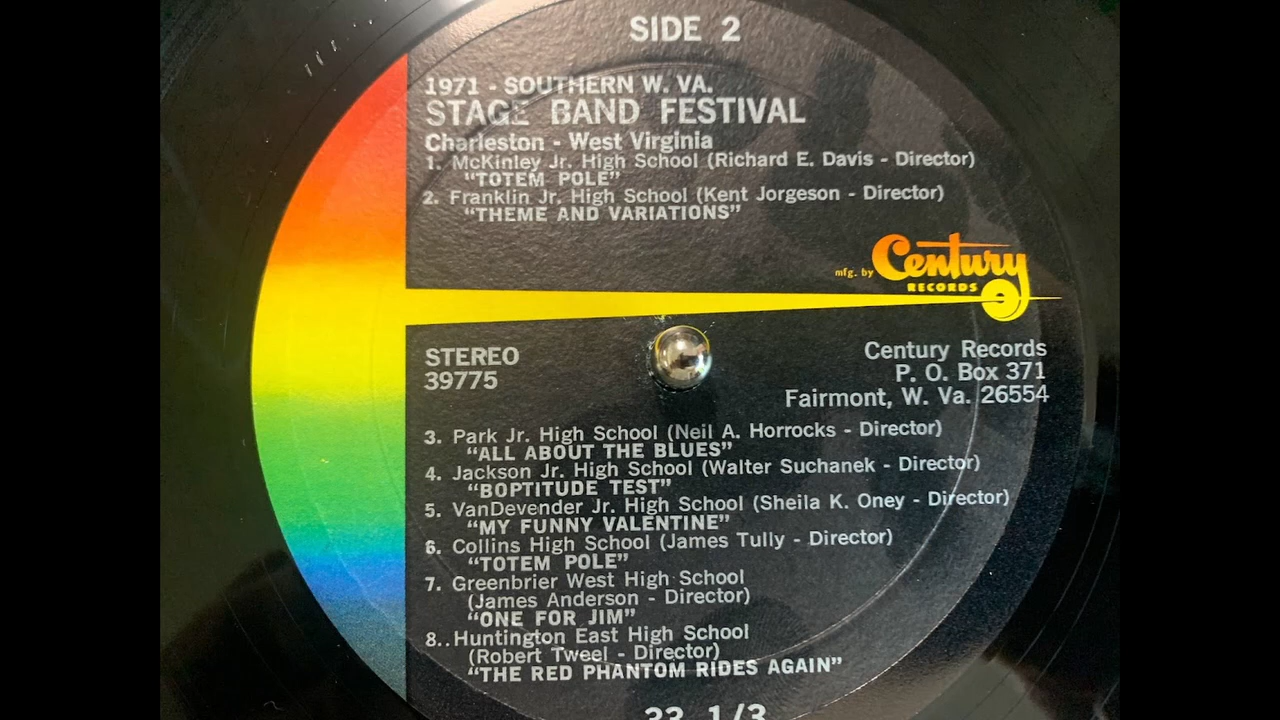 SIDE 2
1971 - SOUTHERN W. VA.
STAGE BAND FESTIVAL
Charleston - West Virginia
1. McKinley Jr. High School (Richard E. Davis - Director)
"TOTEM POLE"
2. Franklin Jr. High School (Kent Jorgeson - Director)
"THEME AND VARIATIONS"
mfg. by Century
RECORDS
STEREO
39775
Century Records
P. O. Box 371
Fairmont, W. Va. 26554
3. Park Jr. High School (Neil A. Horrocks - Director)
"ALL ABOUT THE BLUES"
4. Jackson Jr. High School (Walter Suchanek - Director)
"BOPTITUDE TEST"
5. VanDevender Jr. High School (Sheila K. Oney - Director)
"MY FUNNY VALENTINE"
6. Collins High School (James Tully - Director)
"TOTEM POLE"
7. Greenbrier West High School
(James Anderson - Director)
"ONE FOR JIM"
8.. Huntington East High School
(Robert Tweel - Director)
"THE RED PHANTOM RIDES AGAIN"
33 1/3